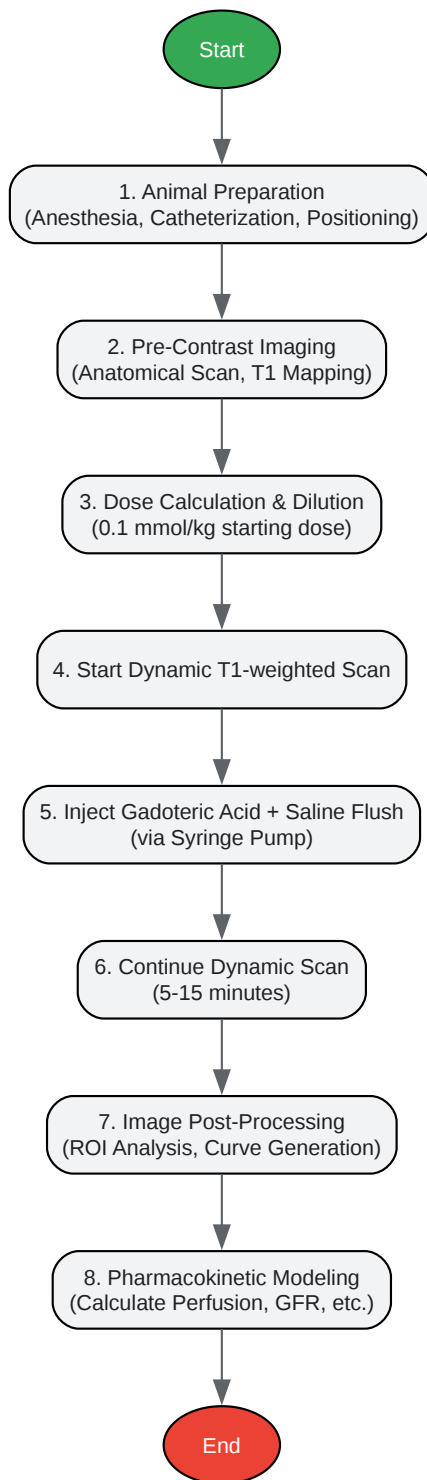 Start
1. Animal Preparation
(Anesthesia, Catheterization, Positioning)
2. Pre-Contrast Imaging
(Anatomical Scan, T1 Mapping)
3. Dose Calculation & Dilution
(0.1 mmol/kg starting dose)
4. Start Dynamic T1-weighted Scan
5. Inject Gadoteric Acid + Saline Flush
(via Syringe Pump)
6. Continue Dynamic Scan
(5-15 minutes)
7. Image Post-Processing
(ROI Analysis, Curve Generation)
8. Pharmacokinetic Modeling
(Calculate Perfusion, GFR, etc.)
End